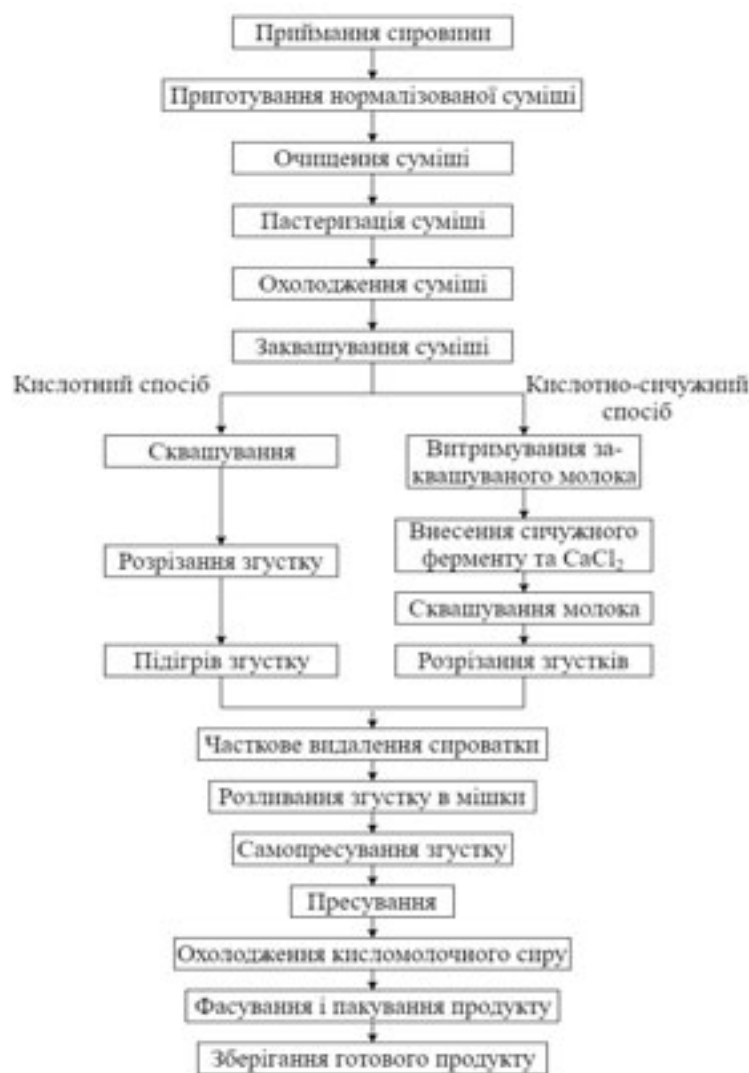 Приймання сировини
Приготування нормалізованої суміші
Очищення суміші
Пастеризація суміші
Охолодження суміші
Заквашування суміші
Кислотний спосіб
Кислотно-сичужний
спосіб
Сквашування
Розрізання згустку
Підігрів згустку
Витримування за-
квашуваного молока
Внесення сичужного
ферменту та CaCl₂
Сквашування молока
Розрізання згустків
Часткове видалення сироватки
Розливання згустку в мішки
Самопресування згустку
Пресування
Охолодження кисломолочного сиру
Фасування і пакування продукту
Зберігання готового продукту